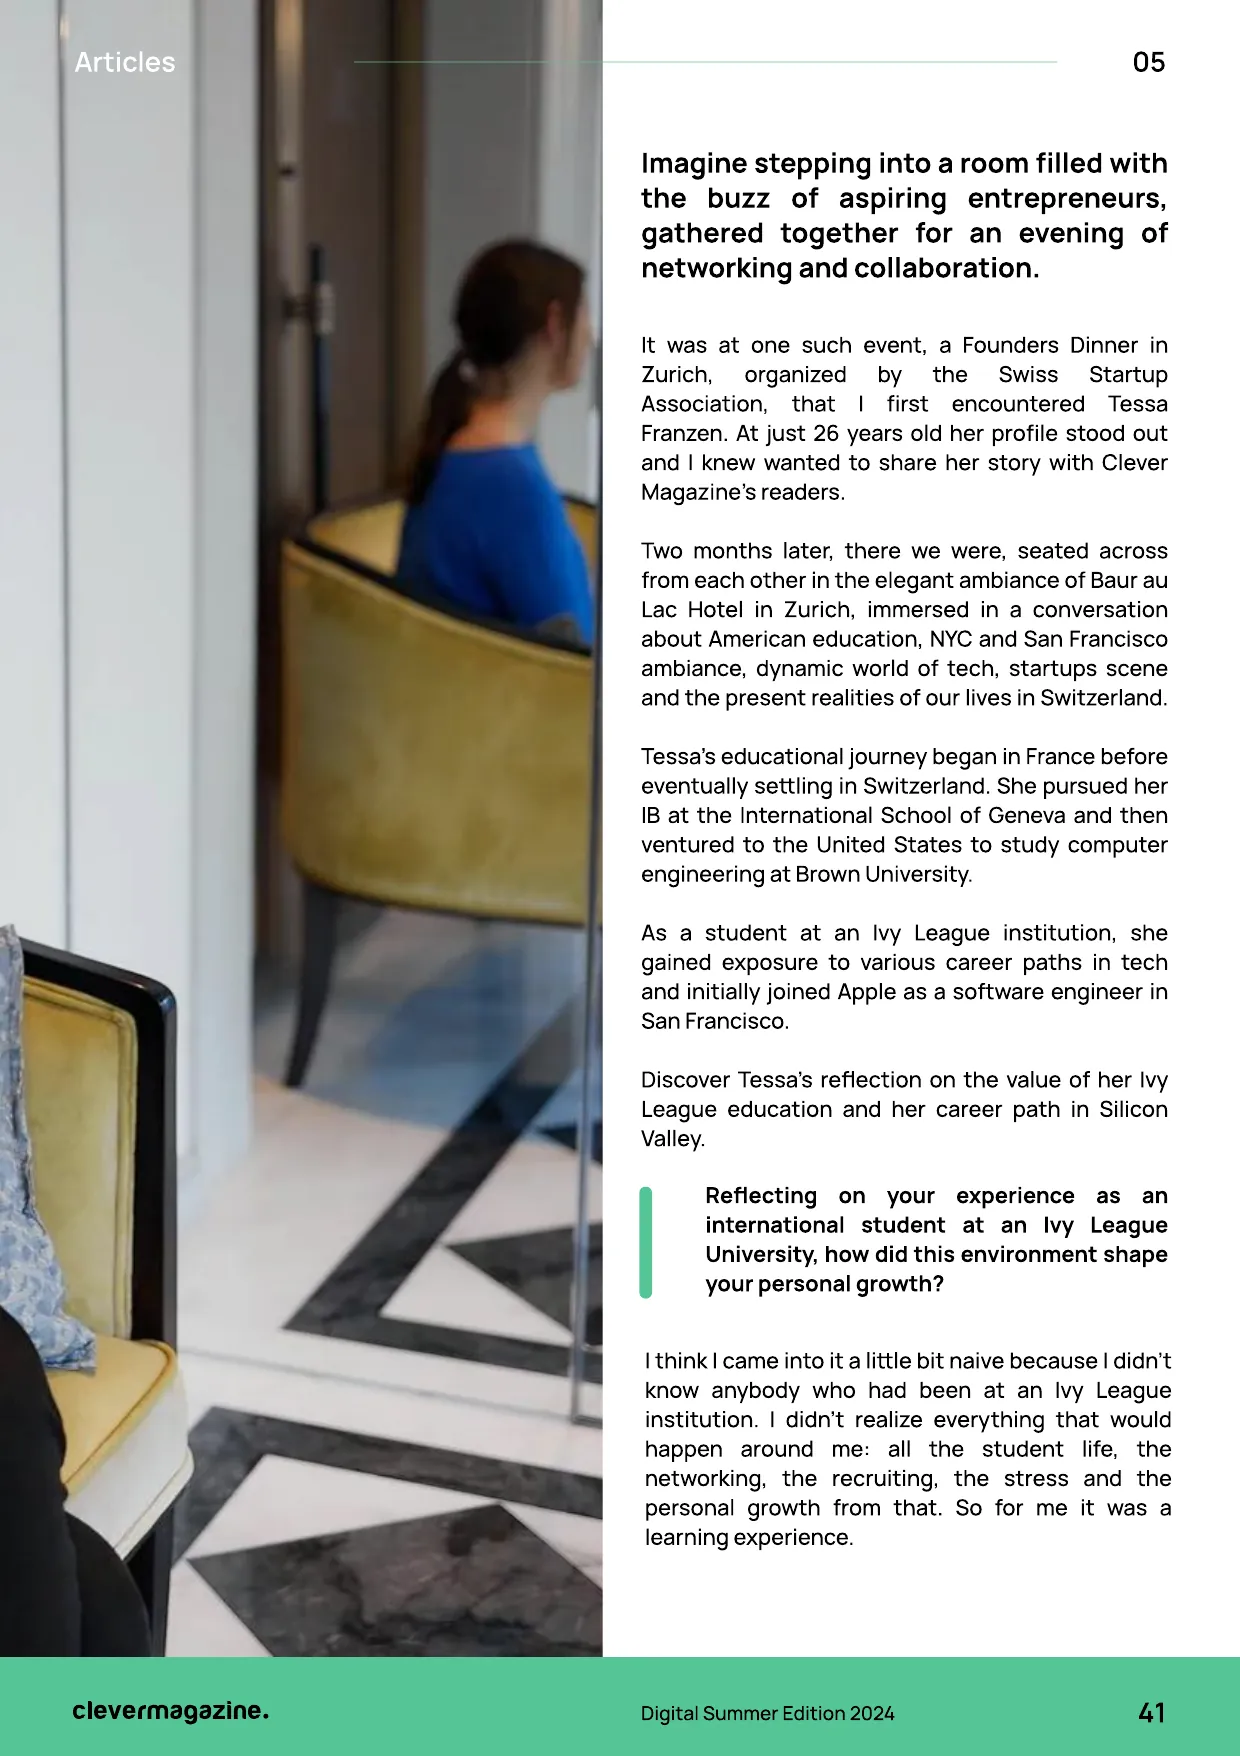 Articles
05
Imagine stepping into a room filled with
the buzz of aspiring entrepreneurs,
gathered together for an evening of
networking and collaboration.
It was at one such event, a Founders Dinner in
Zurich, organized by the Swiss Startup
Association, that I first encountered Tessa
Franzen. At just 26 years old her profile stood out
and I knew wanted to share her story with Clever
Magazine's readers.
Two months later, there we were, seated across
from each other in the elegant ambiance of Baur au
Lac Hotel in Zurich, immersed in a conversation
about American education, NYC and San Francisco
ambiance, dynamic world of tech, startups scene
and the present realities of our lives in Switzerland.
Tessa's educational journey began in France before
eventually settling in Switzerland. She pursued her
IB at the International School of Geneva and then
ventured to the United States to study computer
engineering at Brown University.
As a student at an Ivy League institution, she
gained exposure to various career paths in tech
and initially joined Apple as a software engineer in
San Francisco.
Discover Tessa's reflection on the value of her Ivy
League education and her career path in Silicon
Valley.
Reflecting on your experience as an
international student at an Ivy League
University, how did this environment shape
your personal growth?
I think I came into it a little bit naive because I didn't
know anybody who had been at an Ivy League
institution. I didn't realize everything that would
happen around me: all the student life, the
networking, the recruiting, the stress and the
personal growth from that. So for me it was a
learning experience.
clevermagazine.
Digital Summer Edition 2024
41